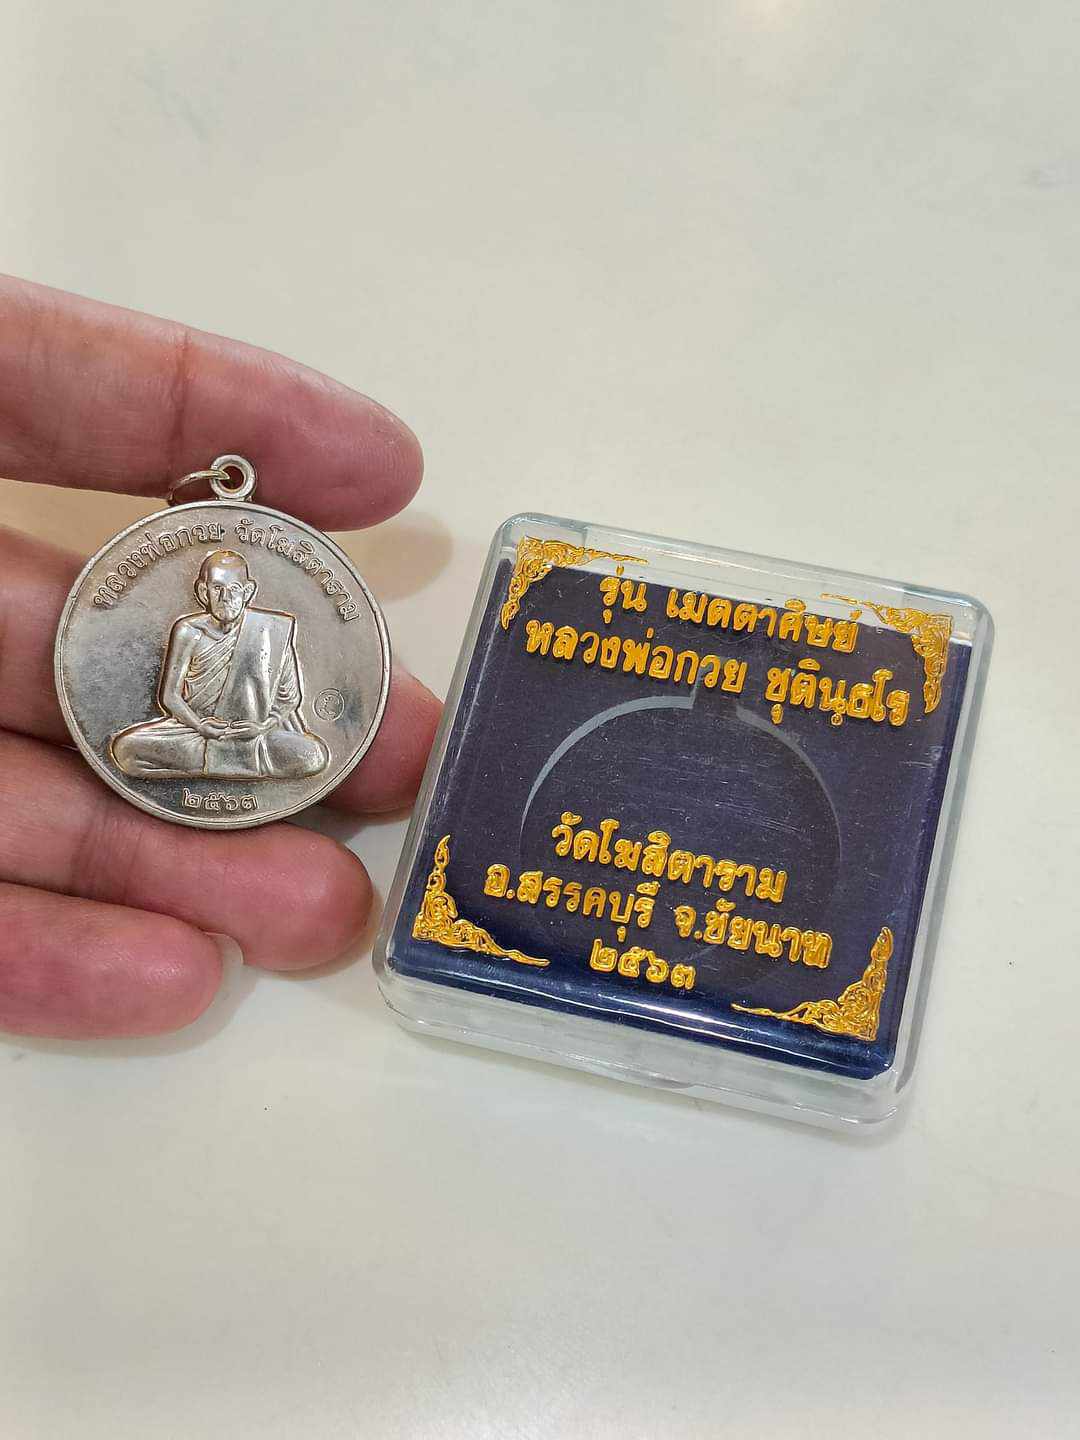 หลวงพ่อกวย วัดโฆสิตาราม
๒๕๖๓
รุ่น เมตตาศิษย์
หลวงพ่อกวย ชุตินฺธโร
วัดโฆสิตาราม
อ.สรรคบุรี จ.ชัยนาท
๒๕๖๓